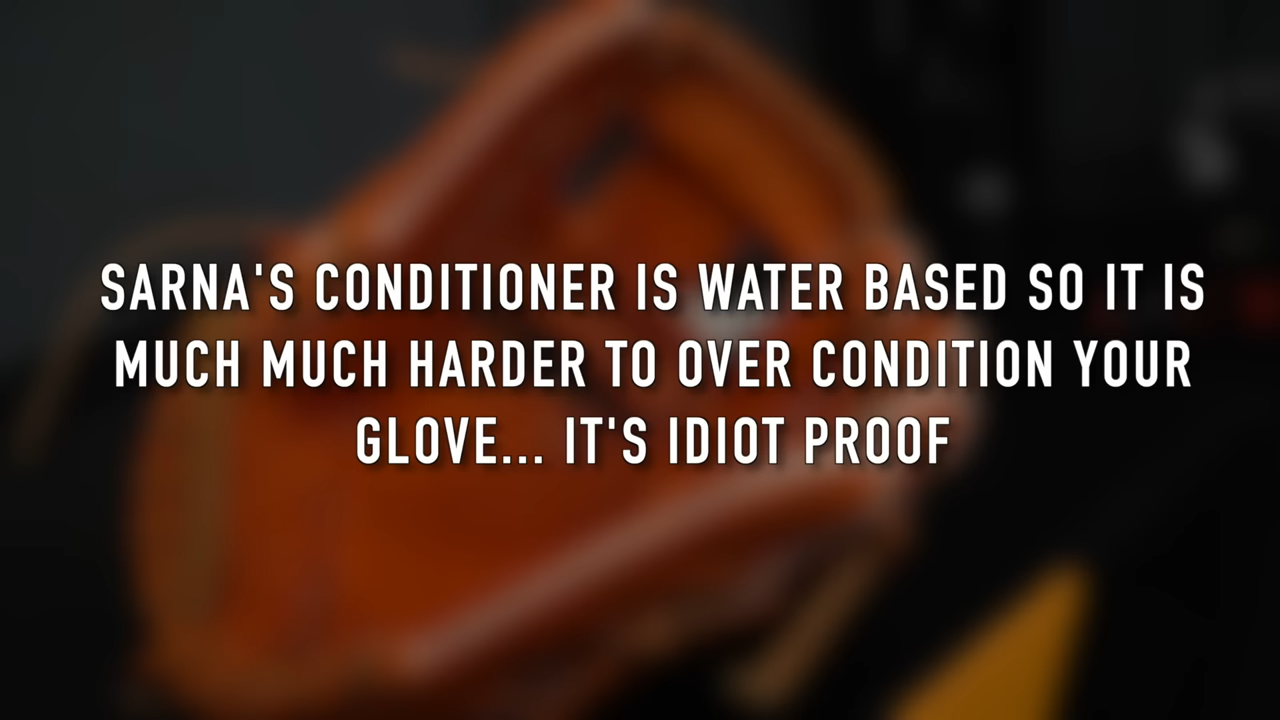 SARNA'S CONDITIONER IS WATER BASED SO IT IS
MUCH MUCH HARDER TO OVER CONDITION YOUR
GLOVE... IT'S IDIOT PROOF